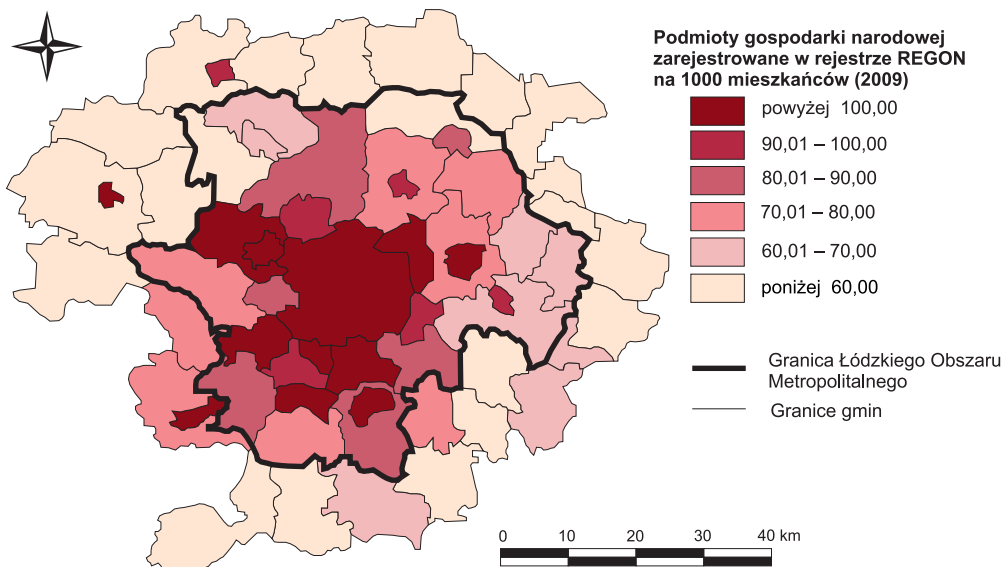 Podmioty gospodarki narodowej
zarejestrowane w rejestrze REGON
na 1000 mieszkańców (2009)
powyżej 100,00
90,01 – 100,00
80,01 – 90,00
70,01 – 80,00
60,01 – 70,00
poniżej 60,00
Granica Łódzkiego Obszaru
Metropolitalnego
Granice gmin
0 10 20 30 40 km